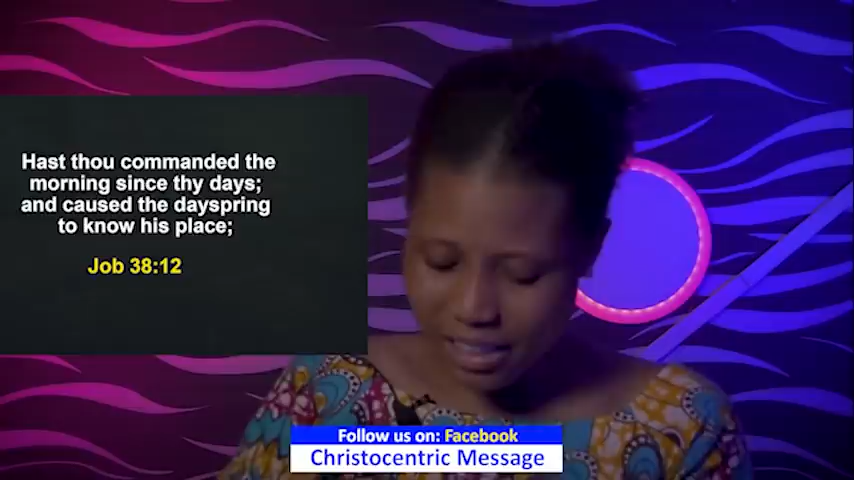 Hast thou commanded the
morning since thy days;
and caused the dayspring
to know his place;
Job 38:12
Follow us on: Facebook
Christocentric Message